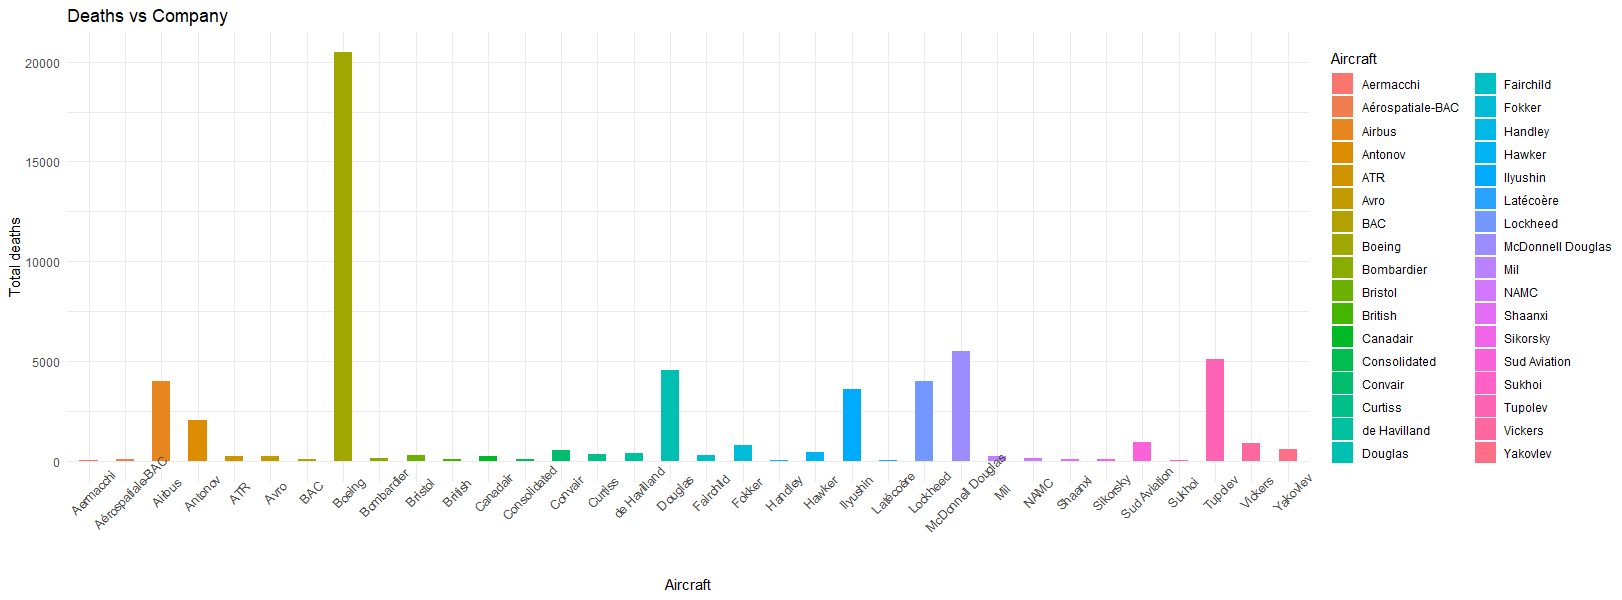 Deaths vs Company
Total deaths
20000
15000
10000
5000
0
Aermacchi
Aérospatiale-BAC
Airbus
Antonov
ATR
Avro
BAC
Boeing
Bombardier
Bristol
British
Canadair
Consolidated
Convair
Curtiss
de Havilland
Douglas
Fairchild
Fokker
Handley
Hawker
Ilyushin
Latécoère
Lockheed
McDonnell Douglas
Mil
NAMC
Shaanxi
Sikorsky
Sud Aviation
Sukhoi
Tupolev
Vickers
Yakovlev
Aircraft
Aircraft
Aermacchi
Aérospatiale-BAC
Airbus
Antonov
ATR
Avro
BAC
Boeing
Bombardier
Bristol
British
Canadair
Consolidated
Convair
Curtiss
de Havilland
Douglas
Fairchild
Fokker
Handley
Hawker
Ilyushin
Latécoère
Lockheed
McDonnell Douglas
Mil
NAMC
Shaanxi
Sikorsky
Sud Aviation
Sukhoi
Tupolev
Vickers
Yakovlev